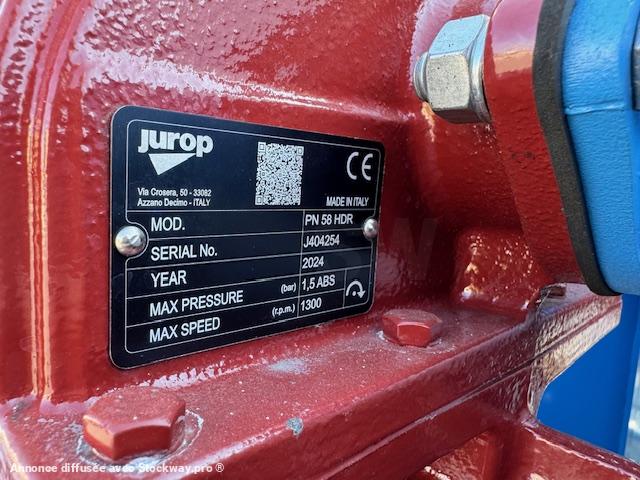 jurop
CE
Via Crosera, 50 - 33082
Azzano Decimo - ITALY
MADE IN ITALY
MOD. PN 58 HDR
SERIAL No. J404254
YEAR 2024
MAX PRESSURE (bar) 1,5 ABS
MAX SPEED (r.p.m.) 1300
Annonce diffusée avec Stockway.pro ®